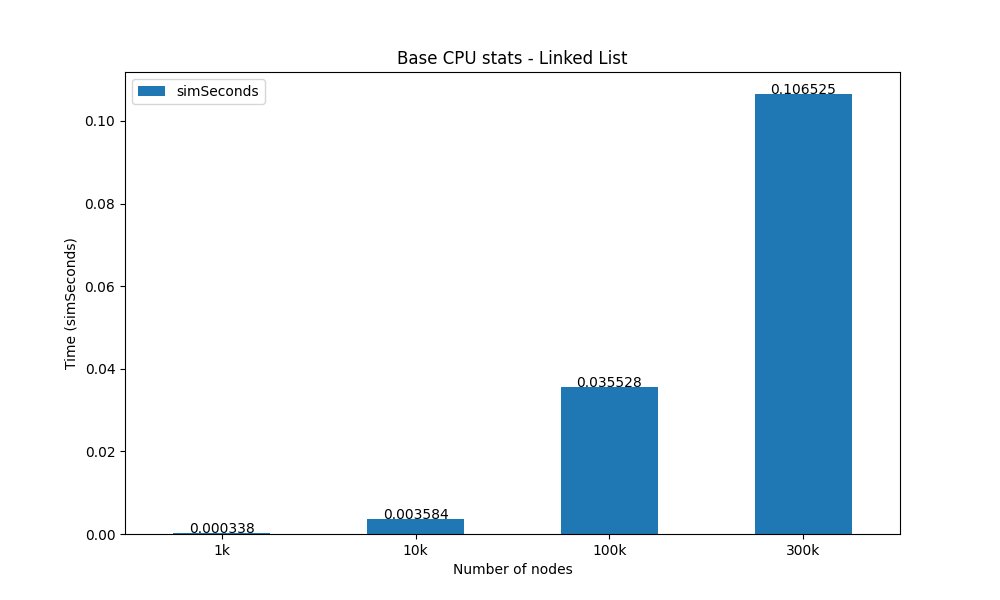 Base CPU stats - Linked List
simSeconds
0.106525
0.10
0.08
0.06
0.04
0.035528
0.02
0.003584
0.000338
0.00
Time (simSeconds)
1k
10k
100k
300k
Number of nodes